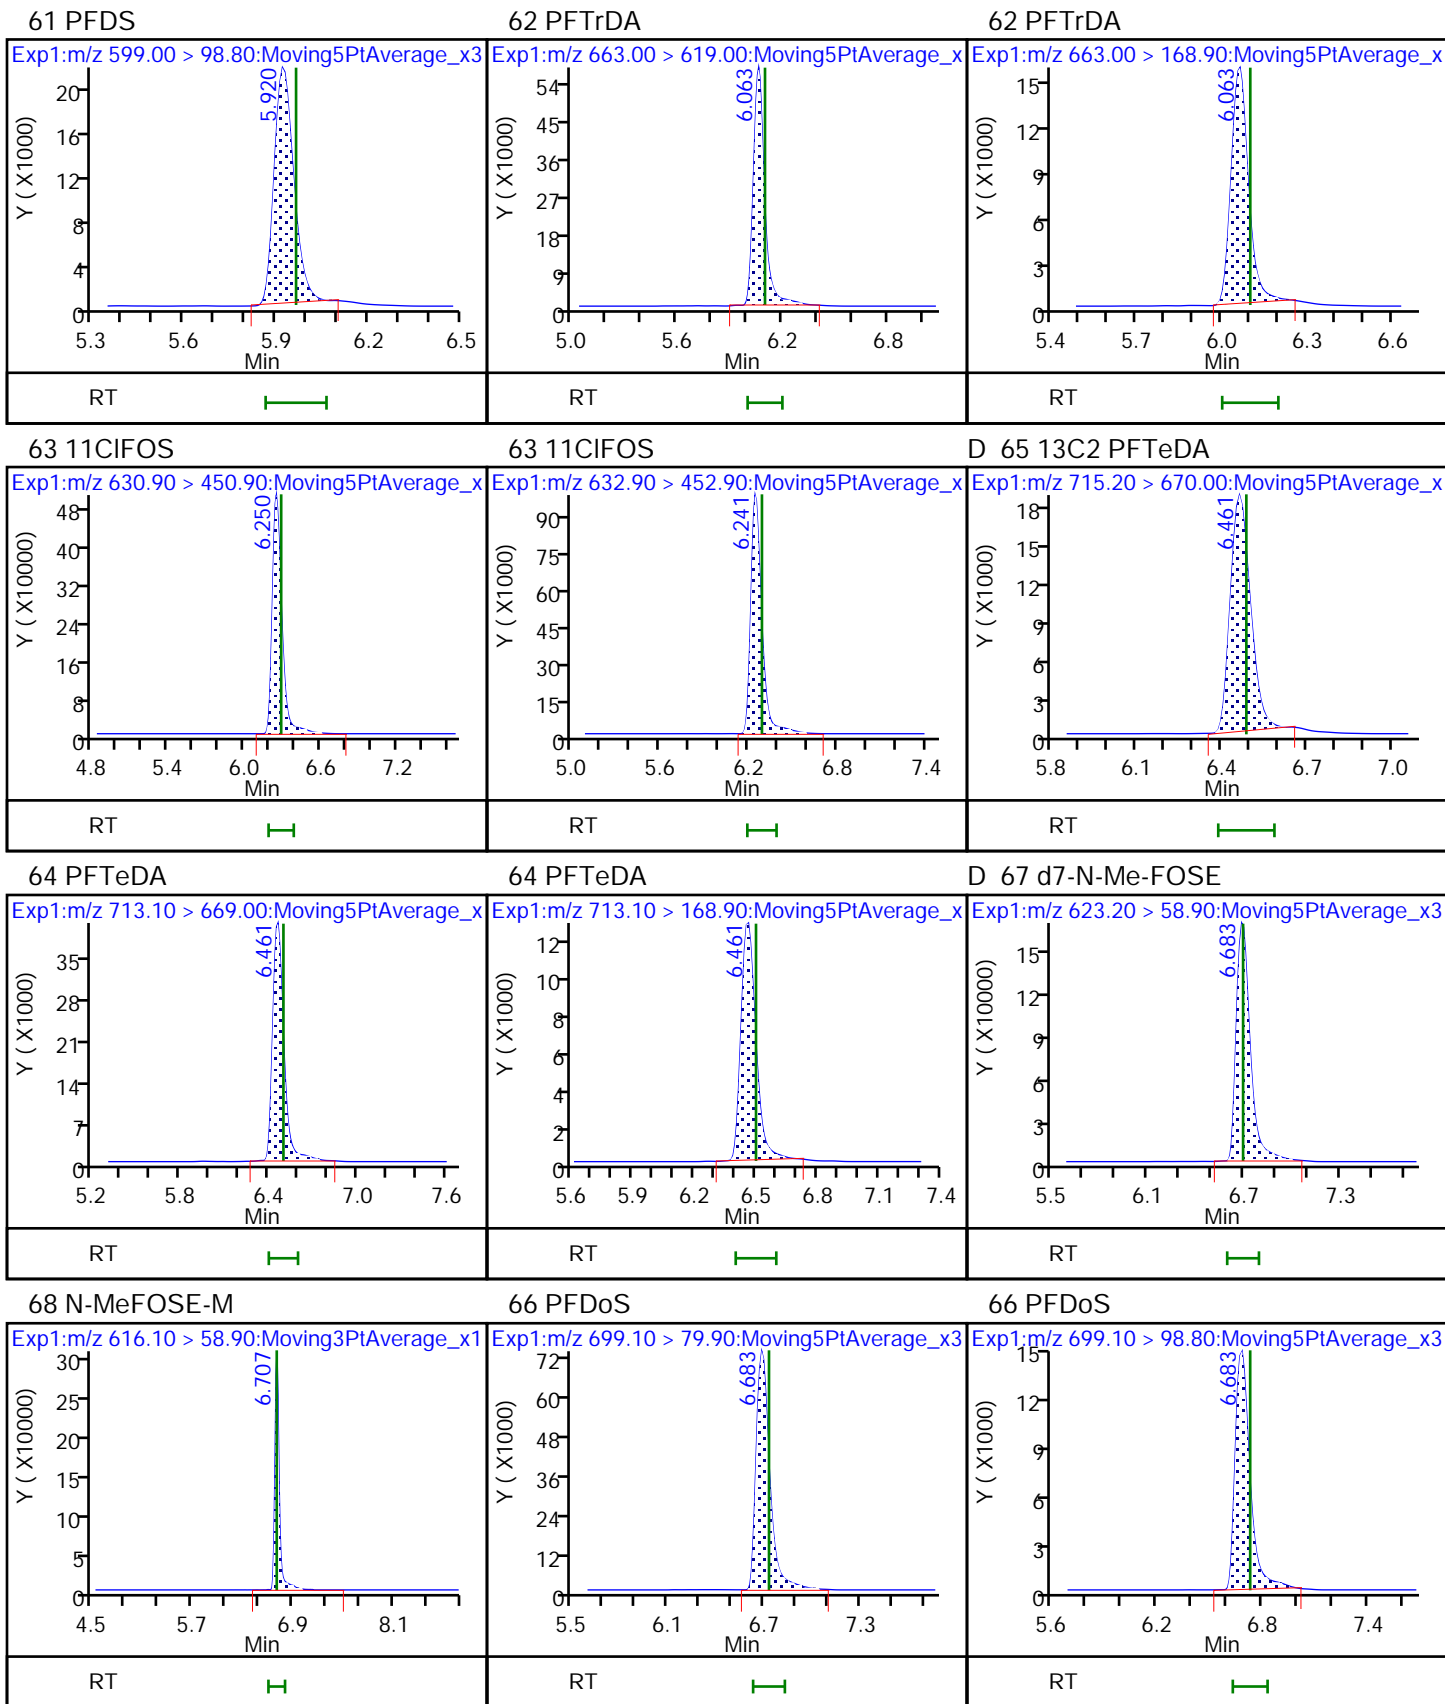 61 PFDS
Exp1:m/z 599.00 > 98.80:Moving5PtAverage_x3
5.920
Y ( X1000)
20
16
12
8
4
0
5.3 5.6 5.9 6.2 6.5
Min
RT
62 PFTrDA
Exp1:m/z 663.00 > 619.00:Moving5PtAverage_x
6.063
Y ( X1000)
54
45
36
27
18
9
0
5.0 5.6 6.2 6.8
Min
RT
62 PFTrDA
Exp1:m/z 663.00 > 168.90:Moving5PtAverage_x
6.063
Y ( X1000)
15
12
9
6
3
0
5.4 5.7 6.0 6.3 6.6
Min
RT
63 11ClFOS
Exp1:m/z 630.90 > 450.90:Moving5PtAverage_x
6.250
Y ( X10000)
48
40
32
24
16
8
0
4.8 5.4 6.0 6.6 7.2
Min
RT
63 11ClFOS
Exp1:m/z 632.90 > 452.90:Moving5PtAverage_x
6.241
Y ( X1000)
90
75
60
45
30
15
0
5.0 5.6 6.2 6.8 7.4
Min
RT
D 65 13C2 PFTeDA
Exp1:m/z 715.20 > 670.00:Moving5PtAverage_x
6.461
Y ( X1000)
18
15
12
9
6
3
0
5.8 6.1 6.4 6.7 7.0
Min
RT
64 PFTeDA
Exp1:m/z 713.10 > 669.00:Moving5PtAverage_x
6.461
Y ( X1000)
35
28
21
14
7
0
5.2 5.8 6.4 7.0 7.6
Min
RT
64 PFTeDA
Exp1:m/z 713.10 > 168.90:Moving5PtAverage_x
6.461
Y ( X1000)
12
10
8
6
4
2
0
5.6 5.9 6.2 6.5 6.8 7.1 7.4
Min
RT
D 67 d7-N-Me-FOSE
Exp1:m/z 623.20 > 58.90:Moving5PtAverage_x3
6.683
Y ( X10000)
15
12
9
6
3
0
5.5 6.1 6.7 7.3
Min
RT
68 N-MeFOSE-M
Exp1:m/z 616.10 > 58.90:Moving3PtAverage_x1
6.707
Y ( X10000)
30
25
20
15
10
5
0
4.5 5.7 6.9 8.1
Min
RT
66 PFDoS
Exp1:m/z 699.10 > 79.90:Moving5PtAverage_x3
6.683
Y ( X1000)
72
60
48
36
24
12
0
5.5 6.1 6.7 7.3
Min
RT
66 PFDoS
Exp1:m/z 699.10 > 98.80:Moving5PtAverage_x3
6.683
Y ( X1000)
15
12
9
6
3
0
5.6 6.2 6.8 7.4
Min
RT